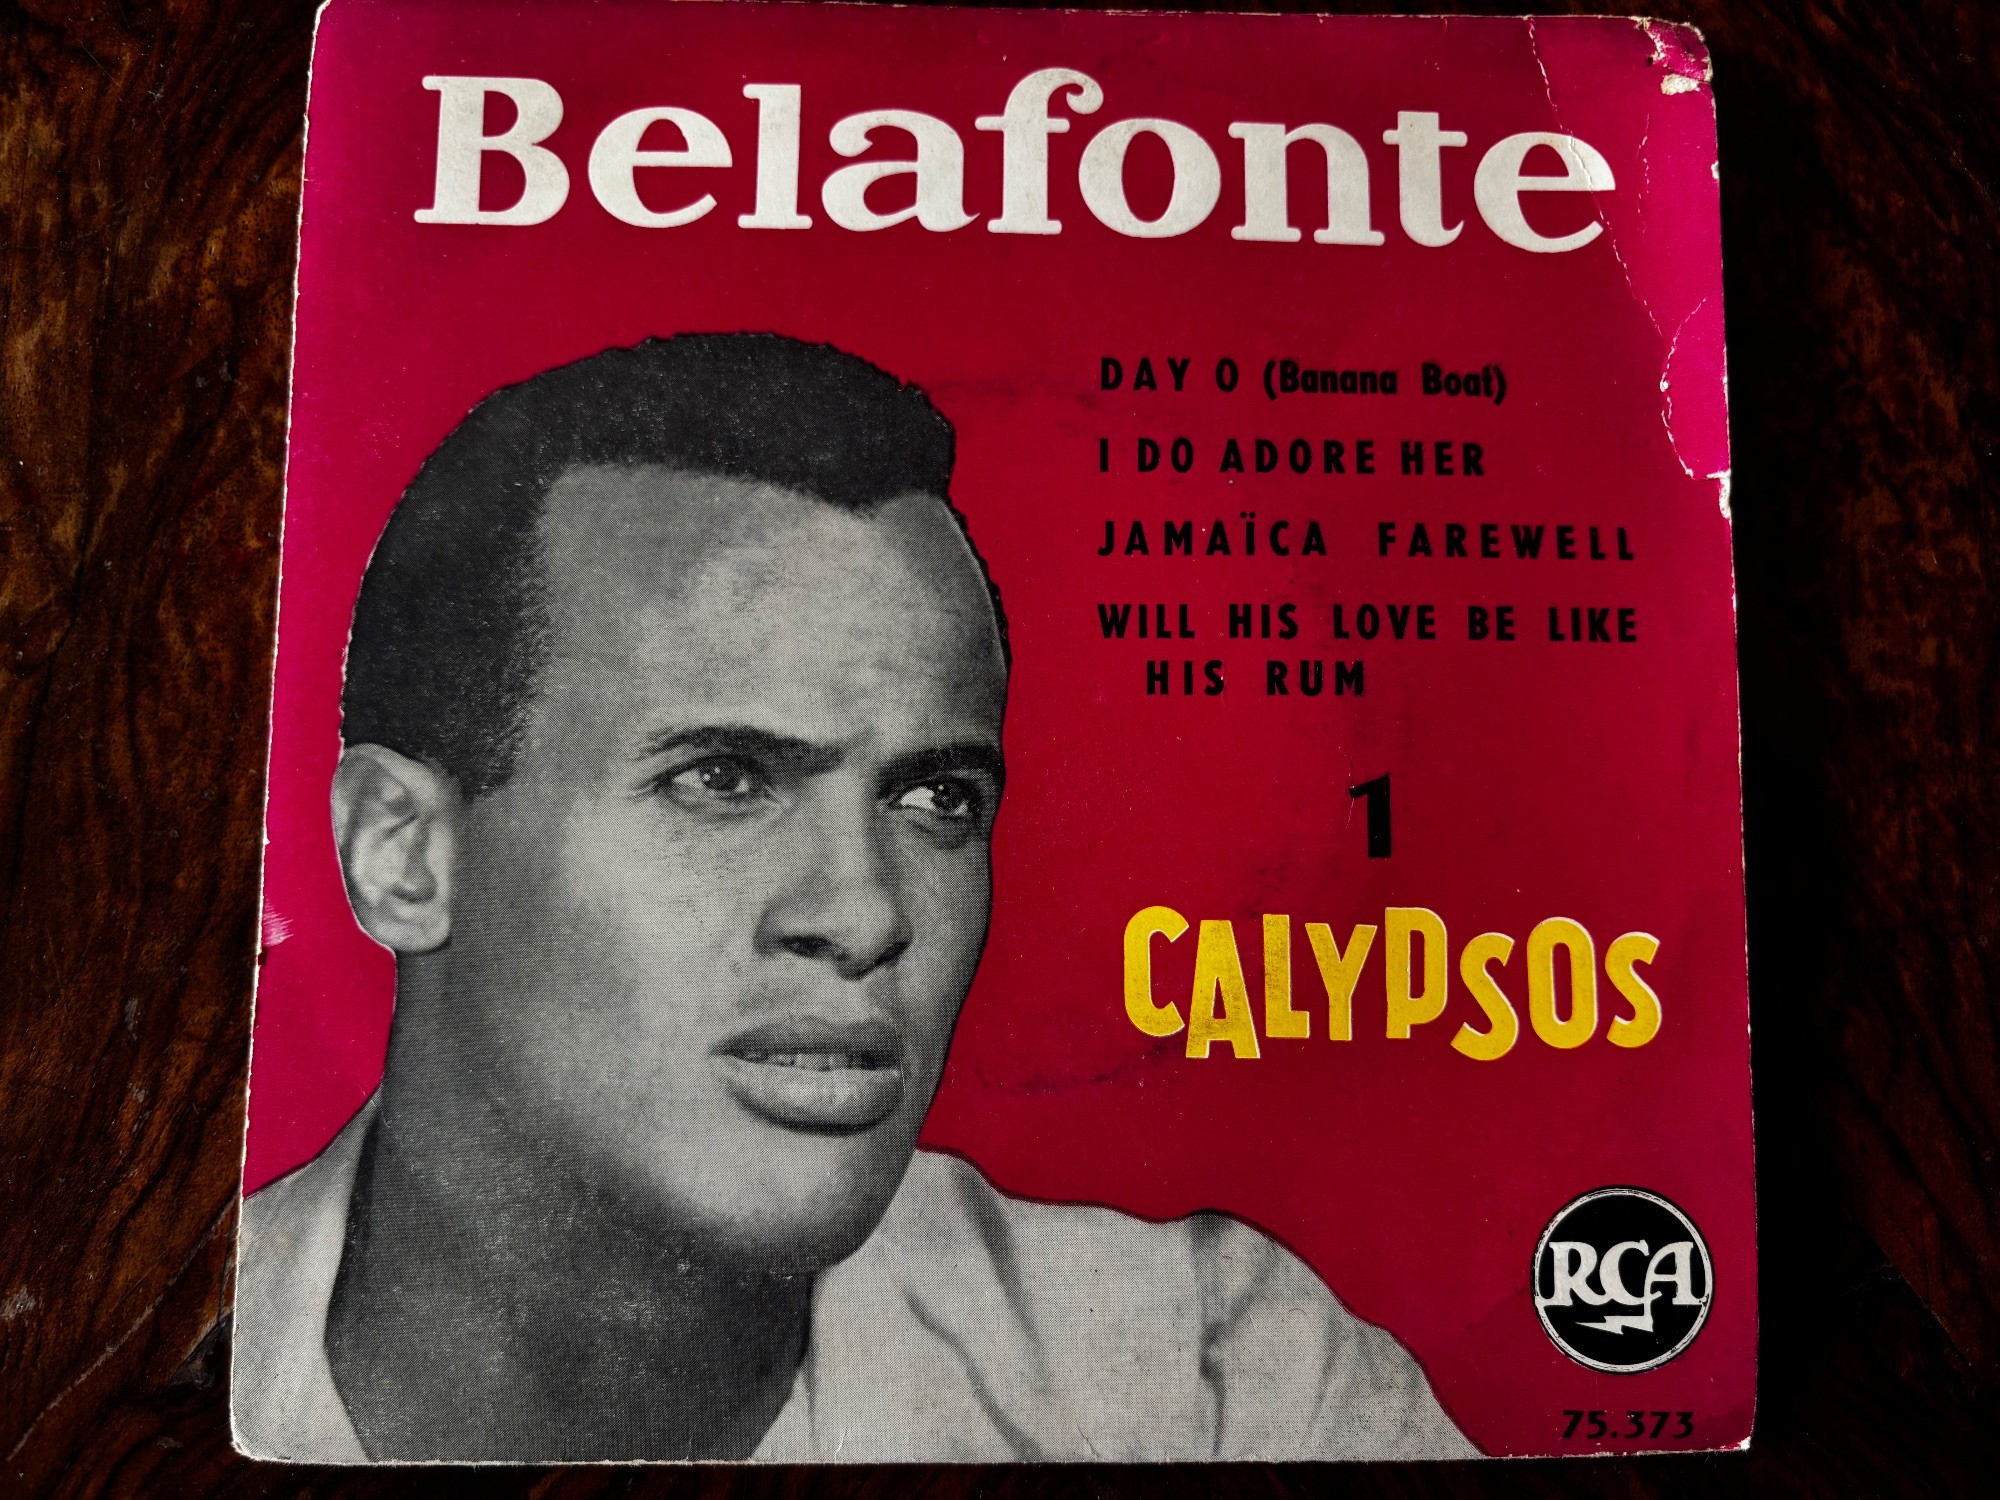 Belafonte
DAY O (Banana Boat)
I DO ADORE HER
JAMAÏCA FAREWELL
WILL HIS LOVE BE LIKE
HIS RUM
1
CALYPSOS
RCA
75.373